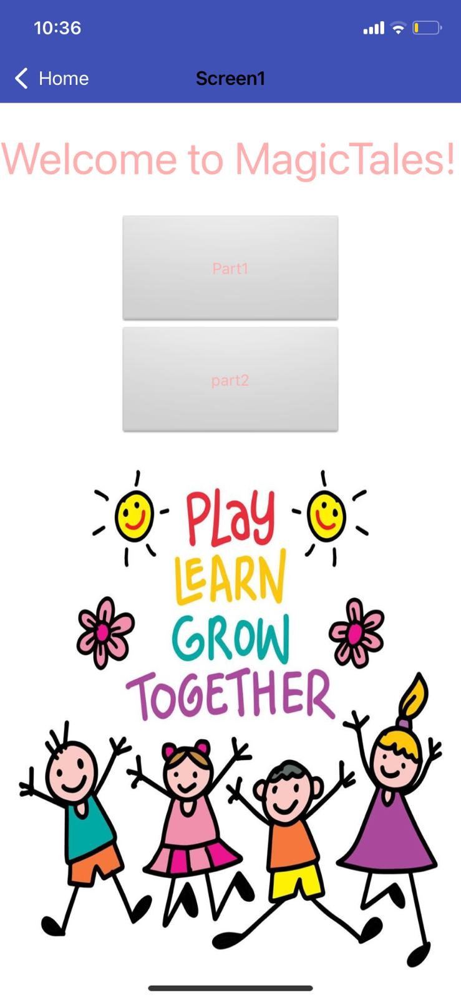 10:36
Home Screen1
Welcome to MagicTales!
Part1
part2
PLay
LEARN
GROW
ToGETHER